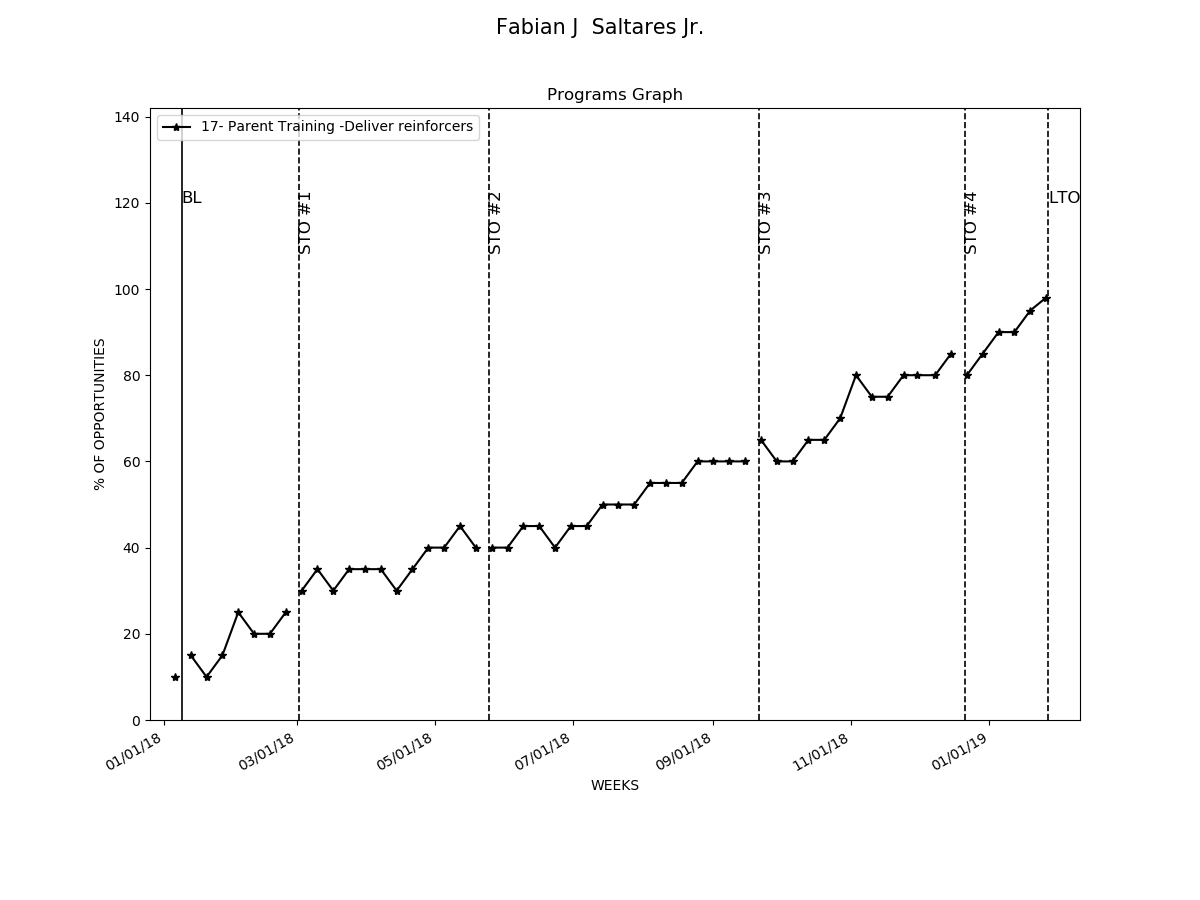 Fabian J  Saltares Jr.
Programs Graph
17- Parent Training -Deliver reinforcers
140
120
100
80
60
40
20
0
% OF OPPORTUNITIES
BL
STO #1
STO #2
STO #3
STO #4
LTO
01/01/18
03/01/18
05/01/18
07/01/18
09/01/18
11/01/18
01/01/19
WEEKS